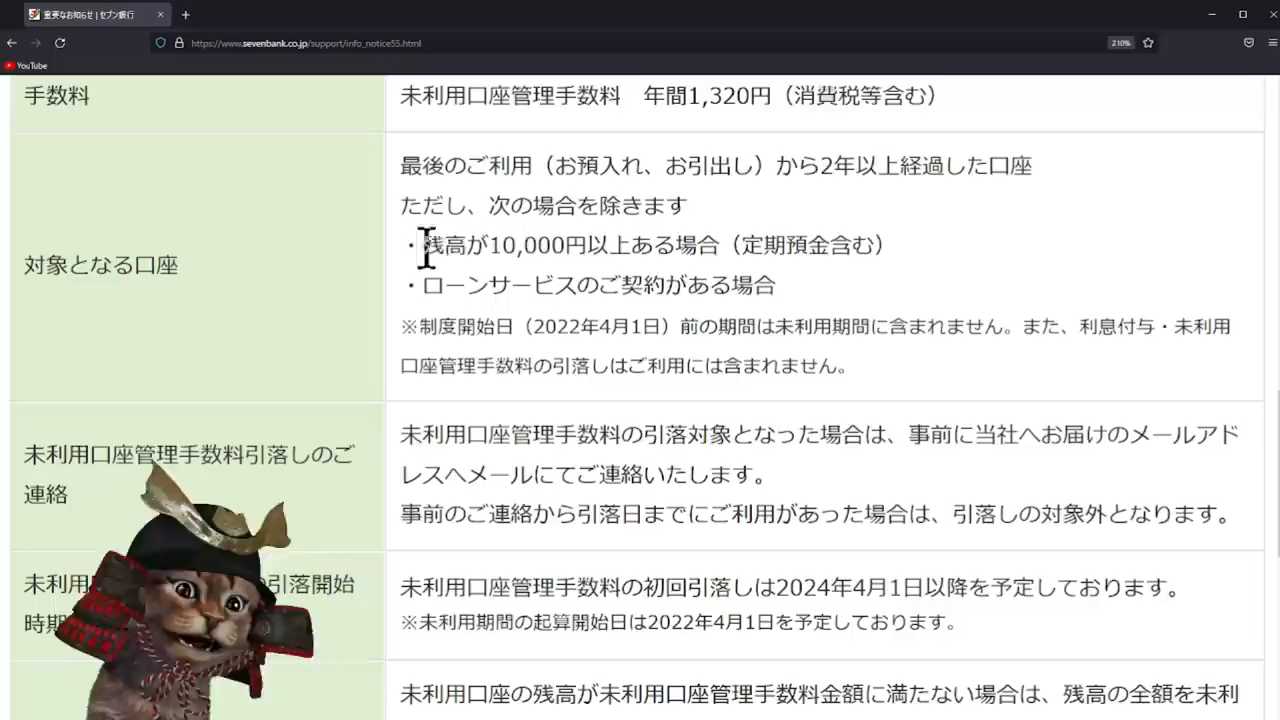 重要なお知らせ | セブン銀行
https://www.sevenbank.co.jp/support/info_notice55.html
210%
YouTube
手数料
未利用口座管理手数料　年間1,320円（消費税等含む）
対象となる口座
最後のご利用（お預入れ、お引出し）から2年以上経過した口座
ただし、次の場合を除きます
・残高が10,000円以上ある場合（定期預金含む）
・ローンサービスのご契約がある場合
※制度開始日（2022年4月1日）前の期間は未利用期間に含まれません。また、利息付与・未利用
口座管理手数料の引落しはご利用には含まれません。
未利用口座管理手数料引落しのご
連絡
未利用口座管理手数料の引落対象となった場合は、事前に当社へお届けのメールアド
レスへメールにてご連絡いたします。
事前のご連絡から引落日までにご利用があった場合は、引落しの対象外となります。
未利用
の引落開始
時期
未利用口座管理手数料の初回引落しは2024年4月1日以降を予定しております。
※未利用期間の起算開始日は2022年4月1日を予定しております。
未利用口座の残高が未利用口座管理手数料金額に満たない場合は、残高の全額を未利